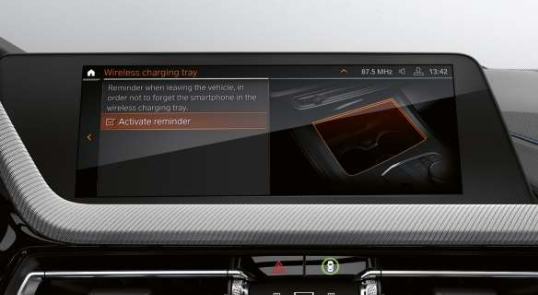 Wireless charging tray
87.5 MHz 13:42
Reminder when leaving the vehicle, in
order not to forget the smartphone in the
wireless charging tray.
Activate reminder